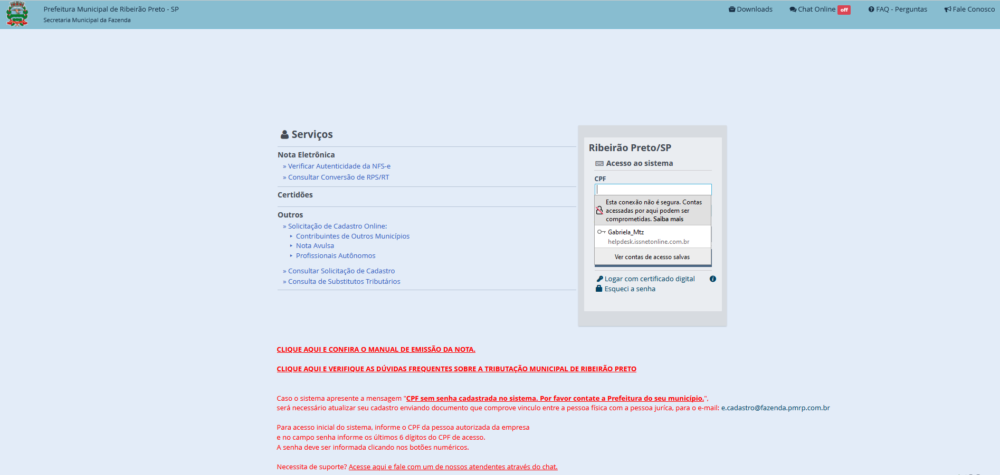 Prefeitura Municipal de Ribeirão Preto - SP
Secretaria Municipal da Fazenda
Downloads
Chat Online off
FAQ - Perguntas
Fale Conosco
Serviços
Nota Eletrônica
» Verificar Autenticidade da NFS-e
» Consultar Conversão de RPS/RT
Certidões
Outros
» Solicitação de Cadastro Online:
‣ Contribuintes de Outros Municípios
‣ Nota Avulsa
‣ Profissionais Autônomos
» Consultar Solicitação de Cadastro
» Consulta de Substitutos Tributários
Ribeirão Preto/SP
Acesso ao sistema
CPF
Esta conexão não é segura. Contas
acessadas por aqui podem ser
comprometidas. Saiba mais
Gabriela_Mtz
helpdesk.issnetonline.com.br
Ver contas de acesso salvas
Logar com certificado digital
Esqueci a senha
CLIQUE AQUI E CONFIRA O MANUAL DE EMISSÃO DA NOTA.
CLIQUE AQUI E VERIFIQUE AS DÚVIDAS FREQUENTES SOBRE A TRIBUTAÇÃO MUNICIPAL DE RIBEIRÃO PRETO
Caso o sistema apresente a mensagem "CPF sem senha cadastrada no sistema. Por favor contate a Prefeitura do seu município.",
será necessário atualizar seu cadastro enviando documento que comprove vinculo entre a pessoa física com a pessoa juríca, para o e-mail: e.cadastro@fazenda.pmrp.com.br
Para acesso inicial do sistema, informe o CPF da pessoa autorizada da empresa
e no campo senha informe os últimos 6 dígitos do CPF de acesso.
A senha deve ser informada clicando nos botões numéricos.
Necessita de suporte? Acesse aqui e fale com um de nossos atendentes através do chat.